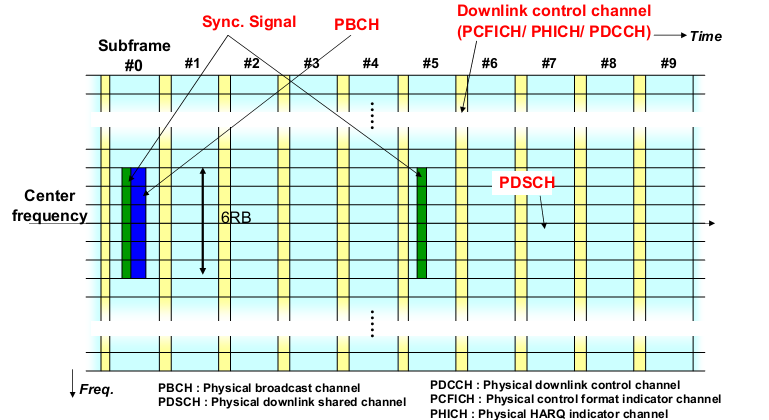 Sync. Signal
PBCH
Downlink control channel
(PCFICH/ PHICH/ PDCCH)
Time
Subframe
#0 #1 #2 #3 #4 #5 #6 #7 #8 #9
PDSCH
Center
frequency
6RB
Freq.
PBCH : Physical broadcast channel
PDSCH : Physical downlink shared channel
PDCCH : Physical downlink control channel
PCFICH : Physical control format indicator channel
PHICH : Physical HARQ indicator channel